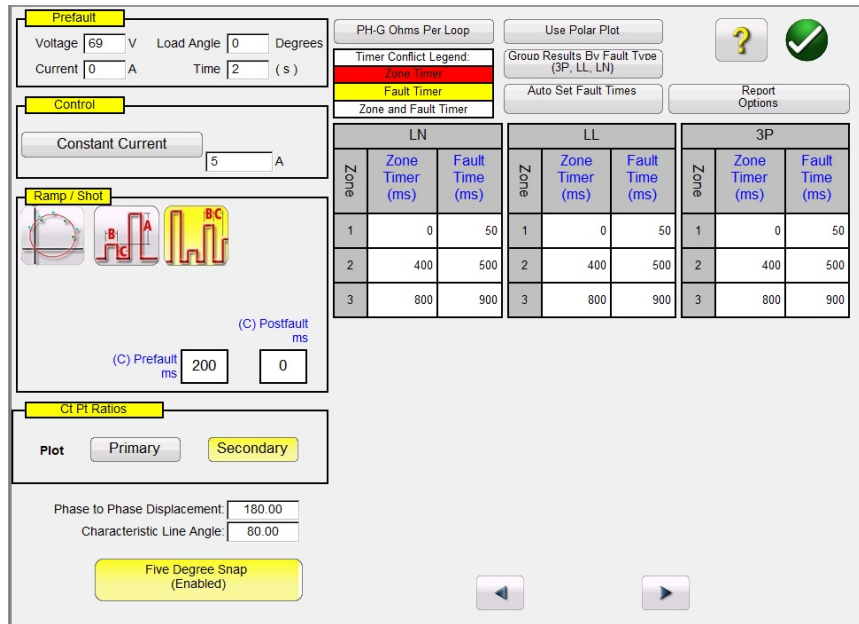 Prefault
Voltage 69 V Load Angle 0 Degrees
Current 0 A Time 2 ( s )
Control
Constant Current
5 A
Ramp / Shot
B C A
B:C
(C) Postfault
ms
(C) Prefault
ms
200 0
Ct Pt Ratios
Plot Primary Secondary
Phase to Phase Displacement: 180.00
Characteristic Line Angle: 80.00
Five Degree Snap
(Enabled)
PH-G Ohms Per Loop
Use Polar Plot
?
Timer Conflict Legend:
Zone Timer
Fault Timer
Zone and Fault Timer
Group Results By Fault Type
(3P, LL, LN)
Auto Set Fault Times
Report
Options
LN
Zone Zone Timer (ms) Fault Time (ms)
1 0 50
2 400 500
3 800 900
LL
Zone Zone Timer (ms) Fault Time (ms)
1 0 50
2 400 500
3 800 900
3P
Zone Zone Timer (ms) Fault Time (ms)
1 0 50
2 400 500
3 800 900